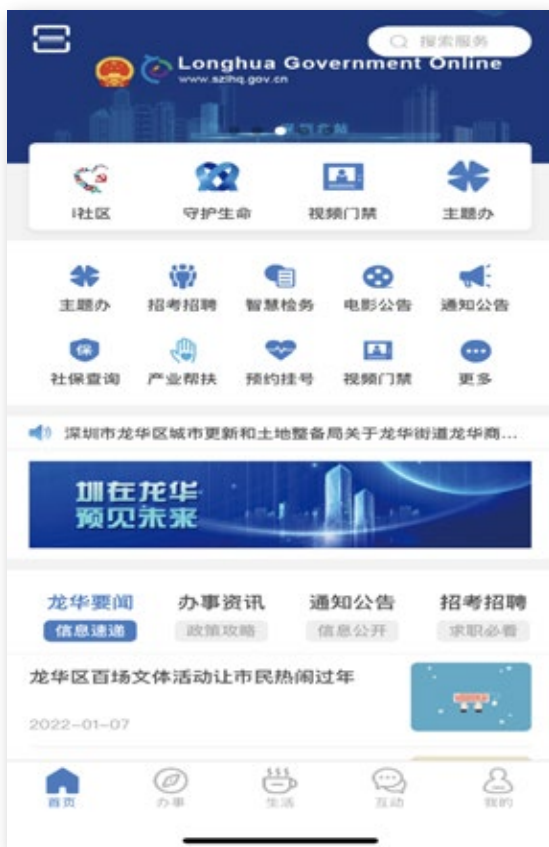 搜索服务
Longhua Government Online
www.szlhq.gov.cn
i社区 守护生命 视频门禁 主题办
主题办 招考招聘 智慧检务 电影公告 通知公告
保
社保查询 产业帮扶 预约挂号 视频门禁 更多
深圳市龙华区城市更新和土地整备局关于龙华街道龙华商...
圳在龙华
预见未来
龙华要闻 办事资讯 通知公告 招考招聘
信息速递 政策攻略 信息公开 求职必看
龙华区百场文体活动让市民热闹过年
2022-01-07
首页 办事 生活 互动 我的